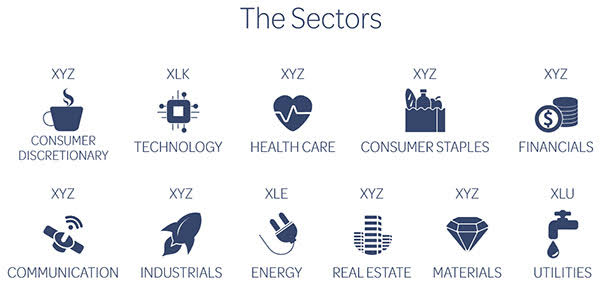 The Sectors
XYZ XLK XYZ XYZ XYZ
CONSUMER
DISCRETIONARY TECHNOLOGY HEALTH CARE CONSUMER STAPLES FINANCIALS
XYZ XYZ XLE XYZ XYZ XLU
COMMUNICATION INDUSTRIALS ENERGY REAL ESTATE MATERIALS UTILITIES